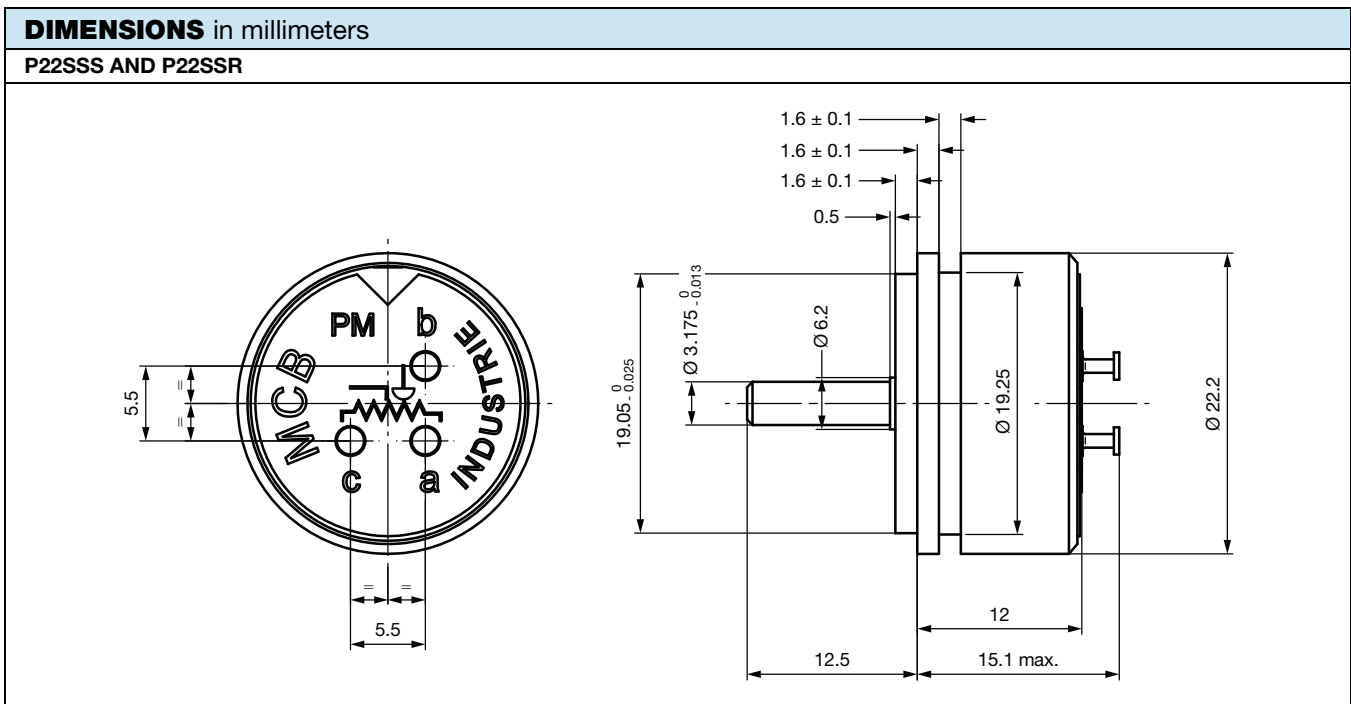 DIMENSIONS in millimeters
P22SSS AND P22SSR
1.6 ± 0.1
1.6 ± 0.1
1.6 ± 0.1
0.5
Ø 3.175 0 - 0.013
Ø 6.2
19.05 0 - 0.025
Ø 19.25
Ø 22.2
PM b
MCB
INDUSTRIE
c a
5.5
=
=
= =
5.5
12
12.5
15.1 max.